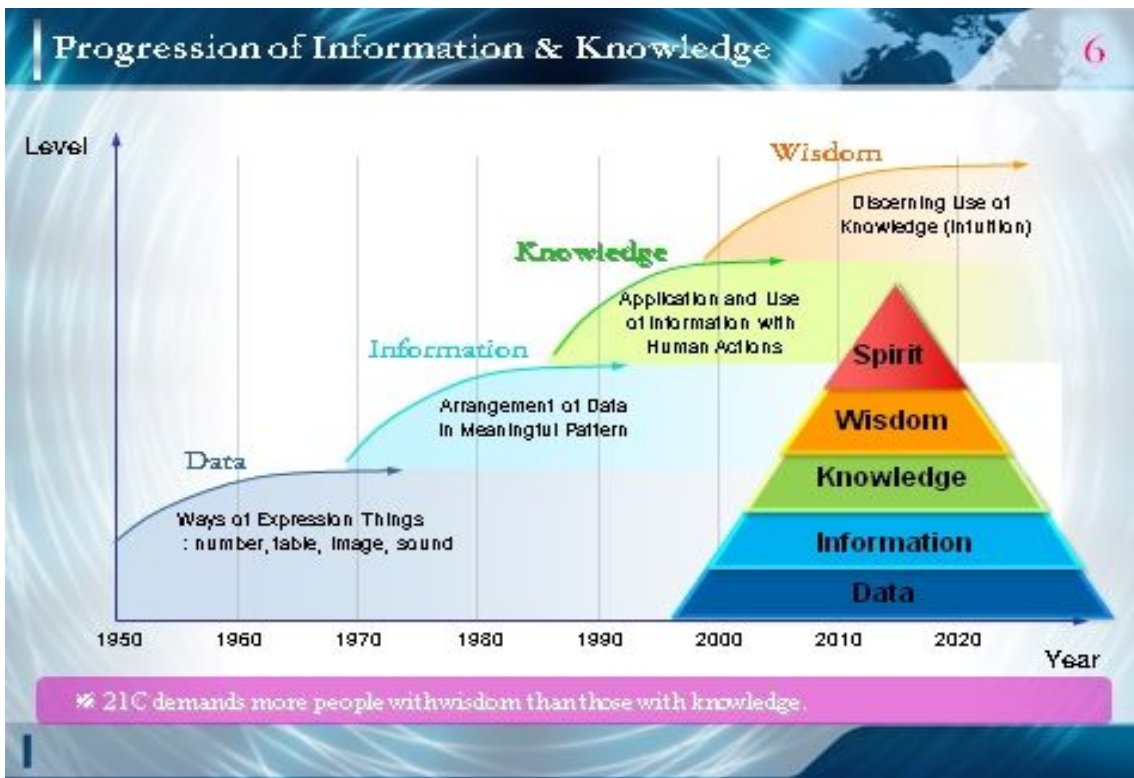 Progression of Information & Knowledge
6
Level
Wisdom
Discerning Use of
Knowledge (Intuition)
Knowledge
Application and Use
of Information with
Human Actions
Information
Arrangement of Data
in Meaningful Pattern
Data
Ways of Expression Things
: number, table, image, sound
Spirit
Wisdom
Knowledge
Information
Data
1950 1960 1970 1980 1990 2000 2010 2020
Year
※ 21C demands more people withwisdom than those with knowledge.